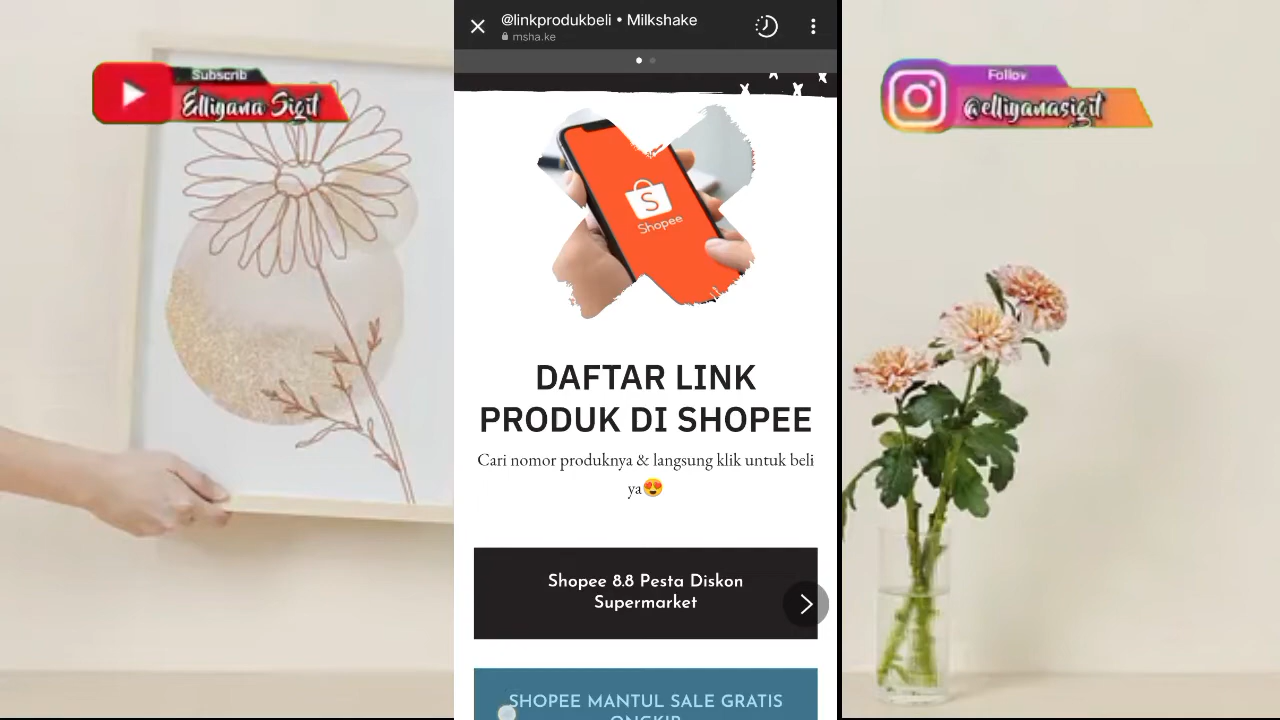 @linkprodukbeli • Milkshake
msha.ke
Subscrib
Elliyana Sigit
Follow
@elliyanasigit
Shopee
DAFTAR LINK
PRODUK DI SHOPEE
Cari nomor produknya & langsung klik untuk beli
ya😍
Shopee 8.8 Pesta Diskon
Supermarket
SHOPEE MANTUL SALE GRATIS
ONGKIR